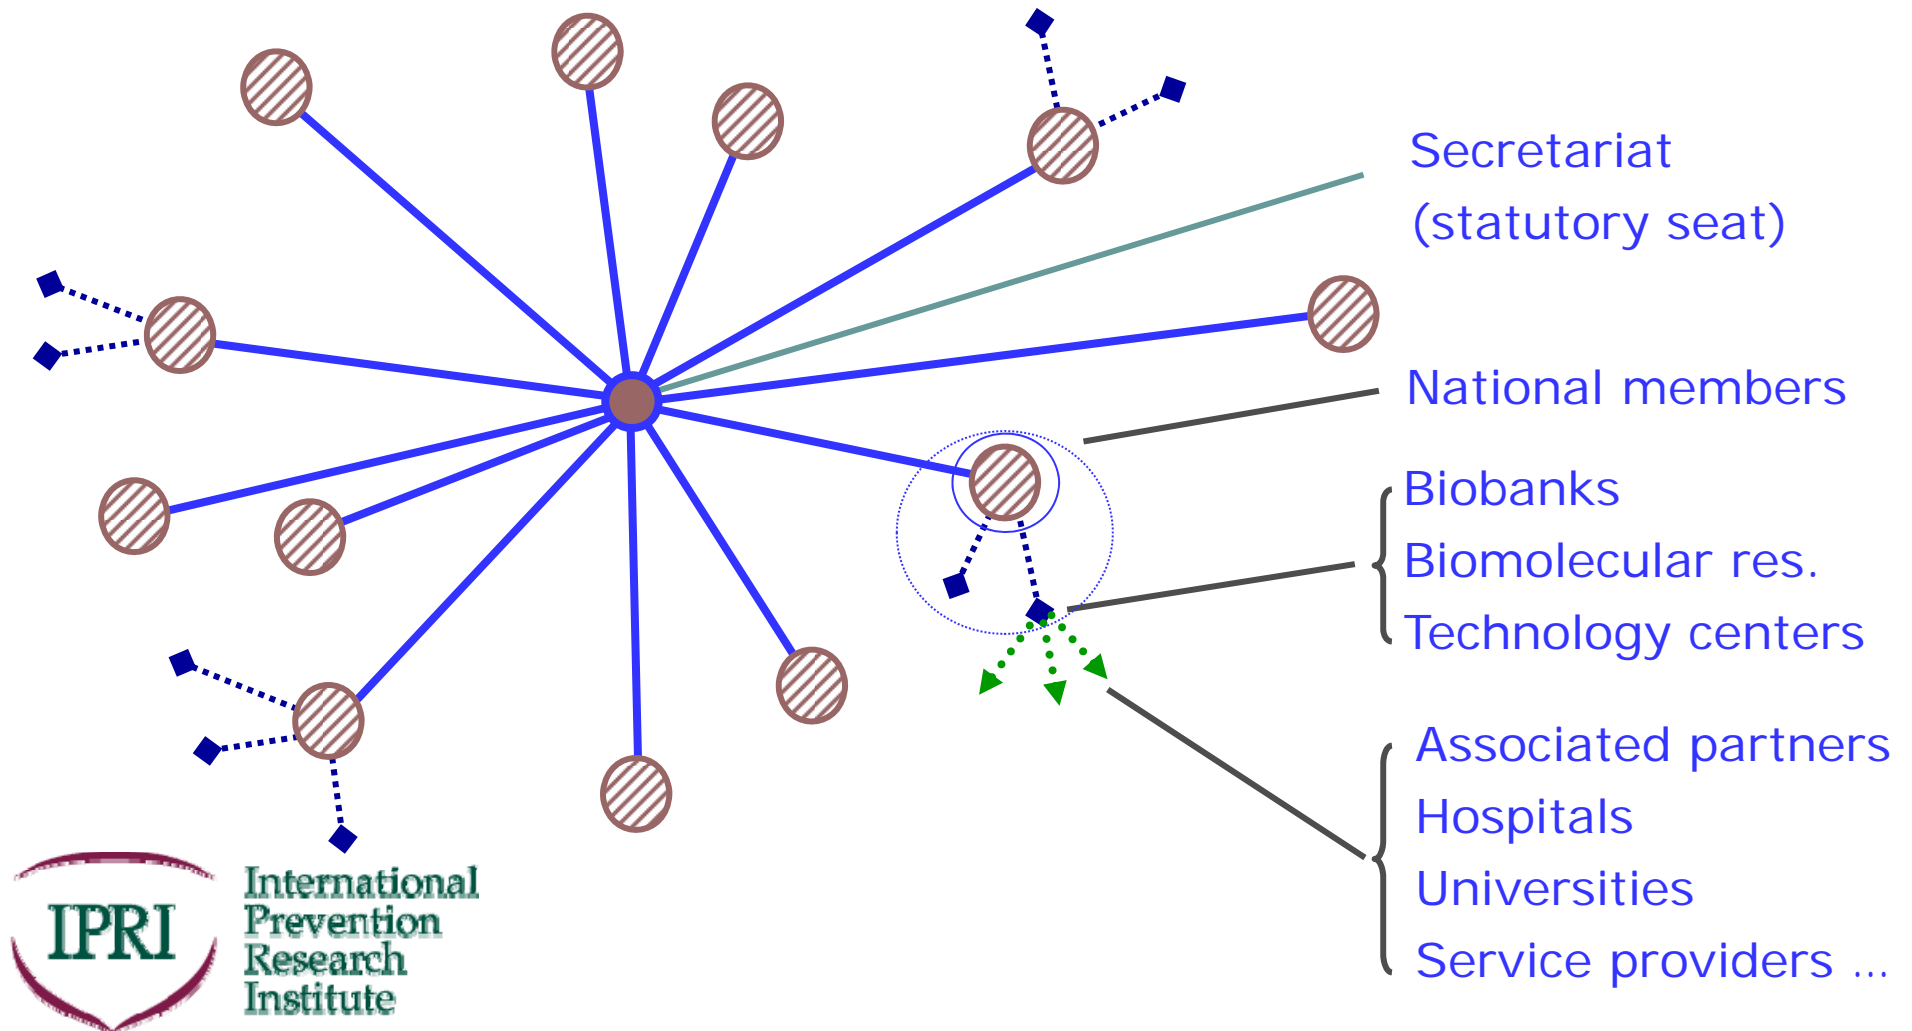 Secretariat
(statutory seat)
National members
Biobanks
Biomolecular res.
Technology centers
Associated partners
Hospitals
Universities
Service providers ...
IPRI
International
Prevention
Research
Institute